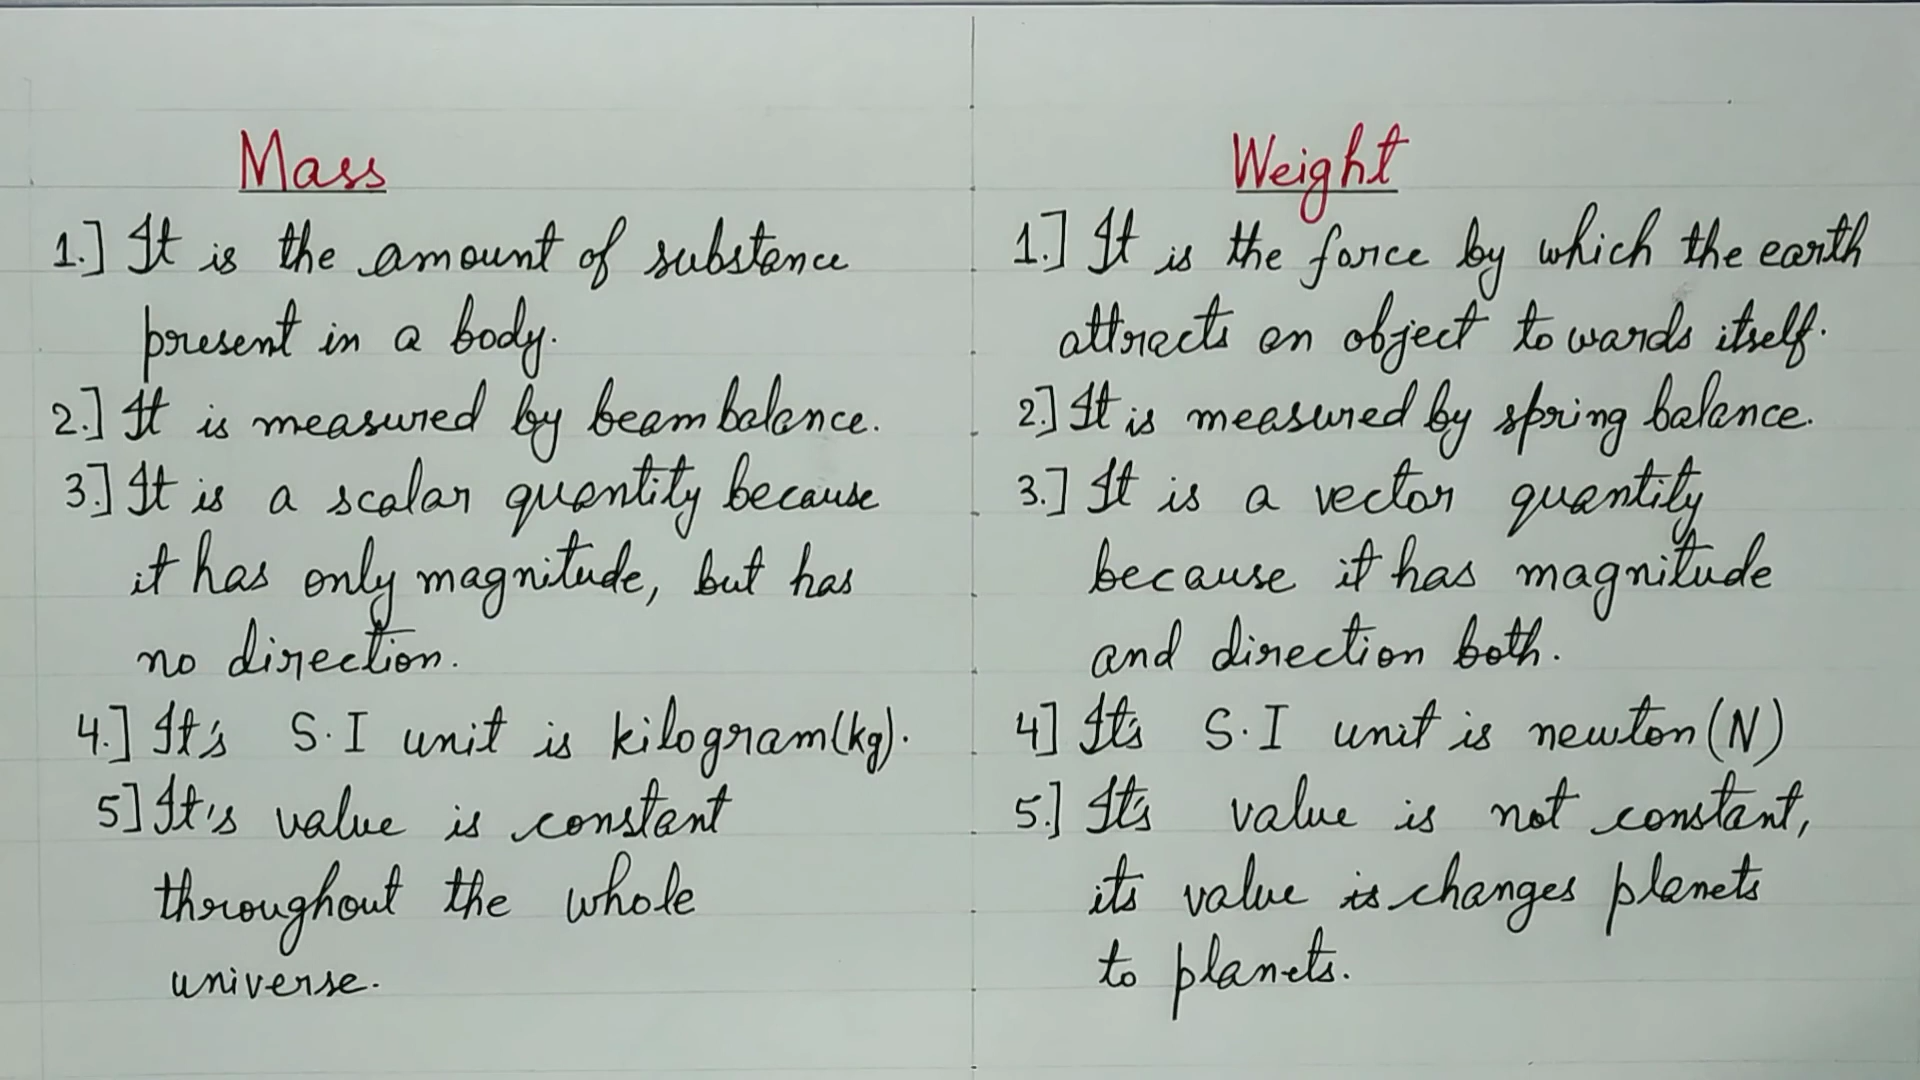 Mass
1.] It is the amount of substance
present in a body.
2.] It is measured by beam balance.
3.] It is a scalar quantity because
it has only magnitude, but has
no direction.
4.] It's S.I unit is kilogram(kg).
5] It's value is constant
throughout the whole
universe.
Weight
1.] It is the force by which the earth
attracts an object towards itself.
2.] It is measured by spring balance.
3.] It is a vector quantity
because it has magnitude
and direction both.
4] It's S.I unit is newton (N)
5.] It's value is not constant,
its value is changes planets
to planets.